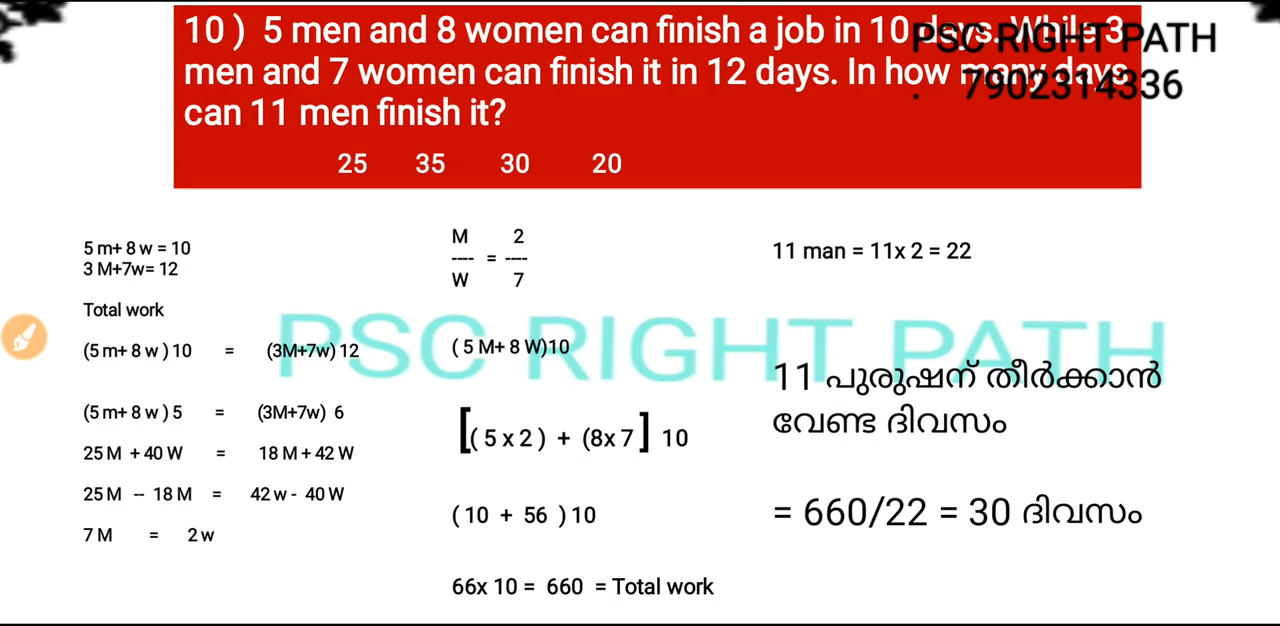 10 ) 5 men and 8 women can finish a job in 10 days. While 3
men and 7 women can finish it in 12 days. In how many days
can 11 men finish it?
25 35 30 20
PSC RIGHT PATH
. 7902314336
5 m+ 8 w = 10
3 M+7w= 12
Total work
(5 m+ 8 w ) 10 = (3M+7w) 12
(5 m+ 8 w ) 5 = (3M+7w) 6
25 M + 40 W = 18 M + 42 W
25 M -- 18 M = 42 w - 40 W
7 M = 2 w
M 2
---- = ----
W 7
( 5 M+ 8 W)10
[( 5 x 2 ) + (8x 7 ] 10
( 10 + 56 ) 10
66x 10 = 660 = Total work
11 man = 11x 2 = 22
11 പുരുഷന് തീർക്കാൻ
വേണ്ട ദിവസം
= 660/22 = 30 ദിവസം
PSC RIGHT PATH